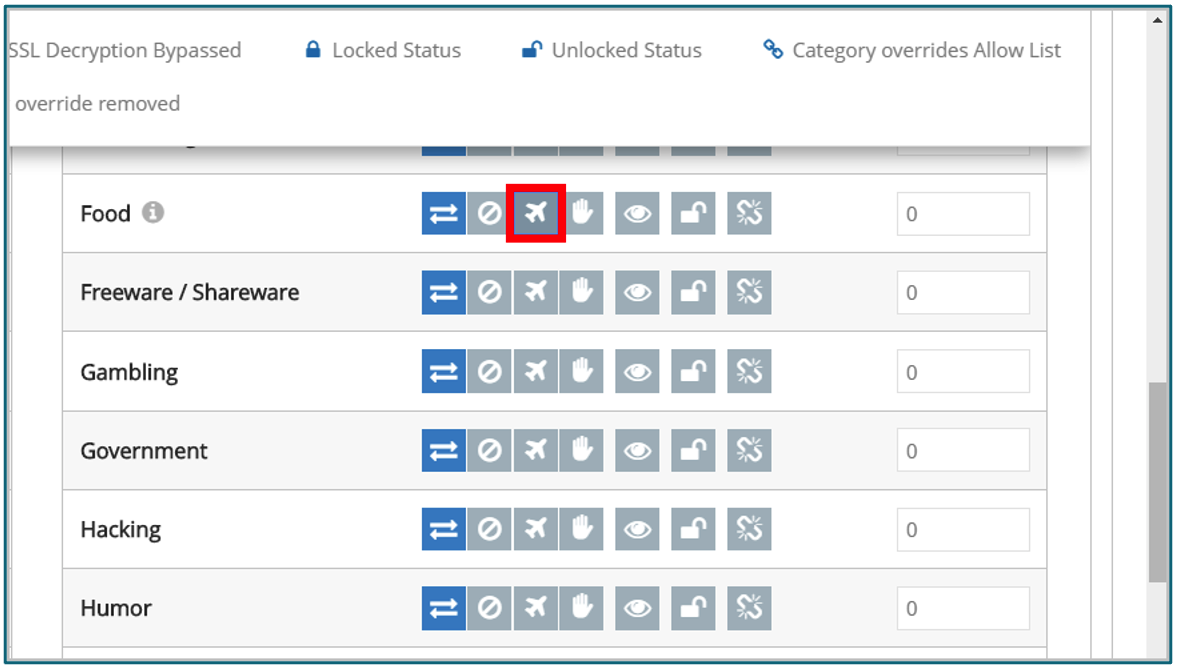 SSL Decryption Bypassed Locked Status Unlocked Status Category overrides Allow List
override removed
Food 0
Freeware / Shareware 0
Gambling 0
Government 0
Hacking 0
Humor 0